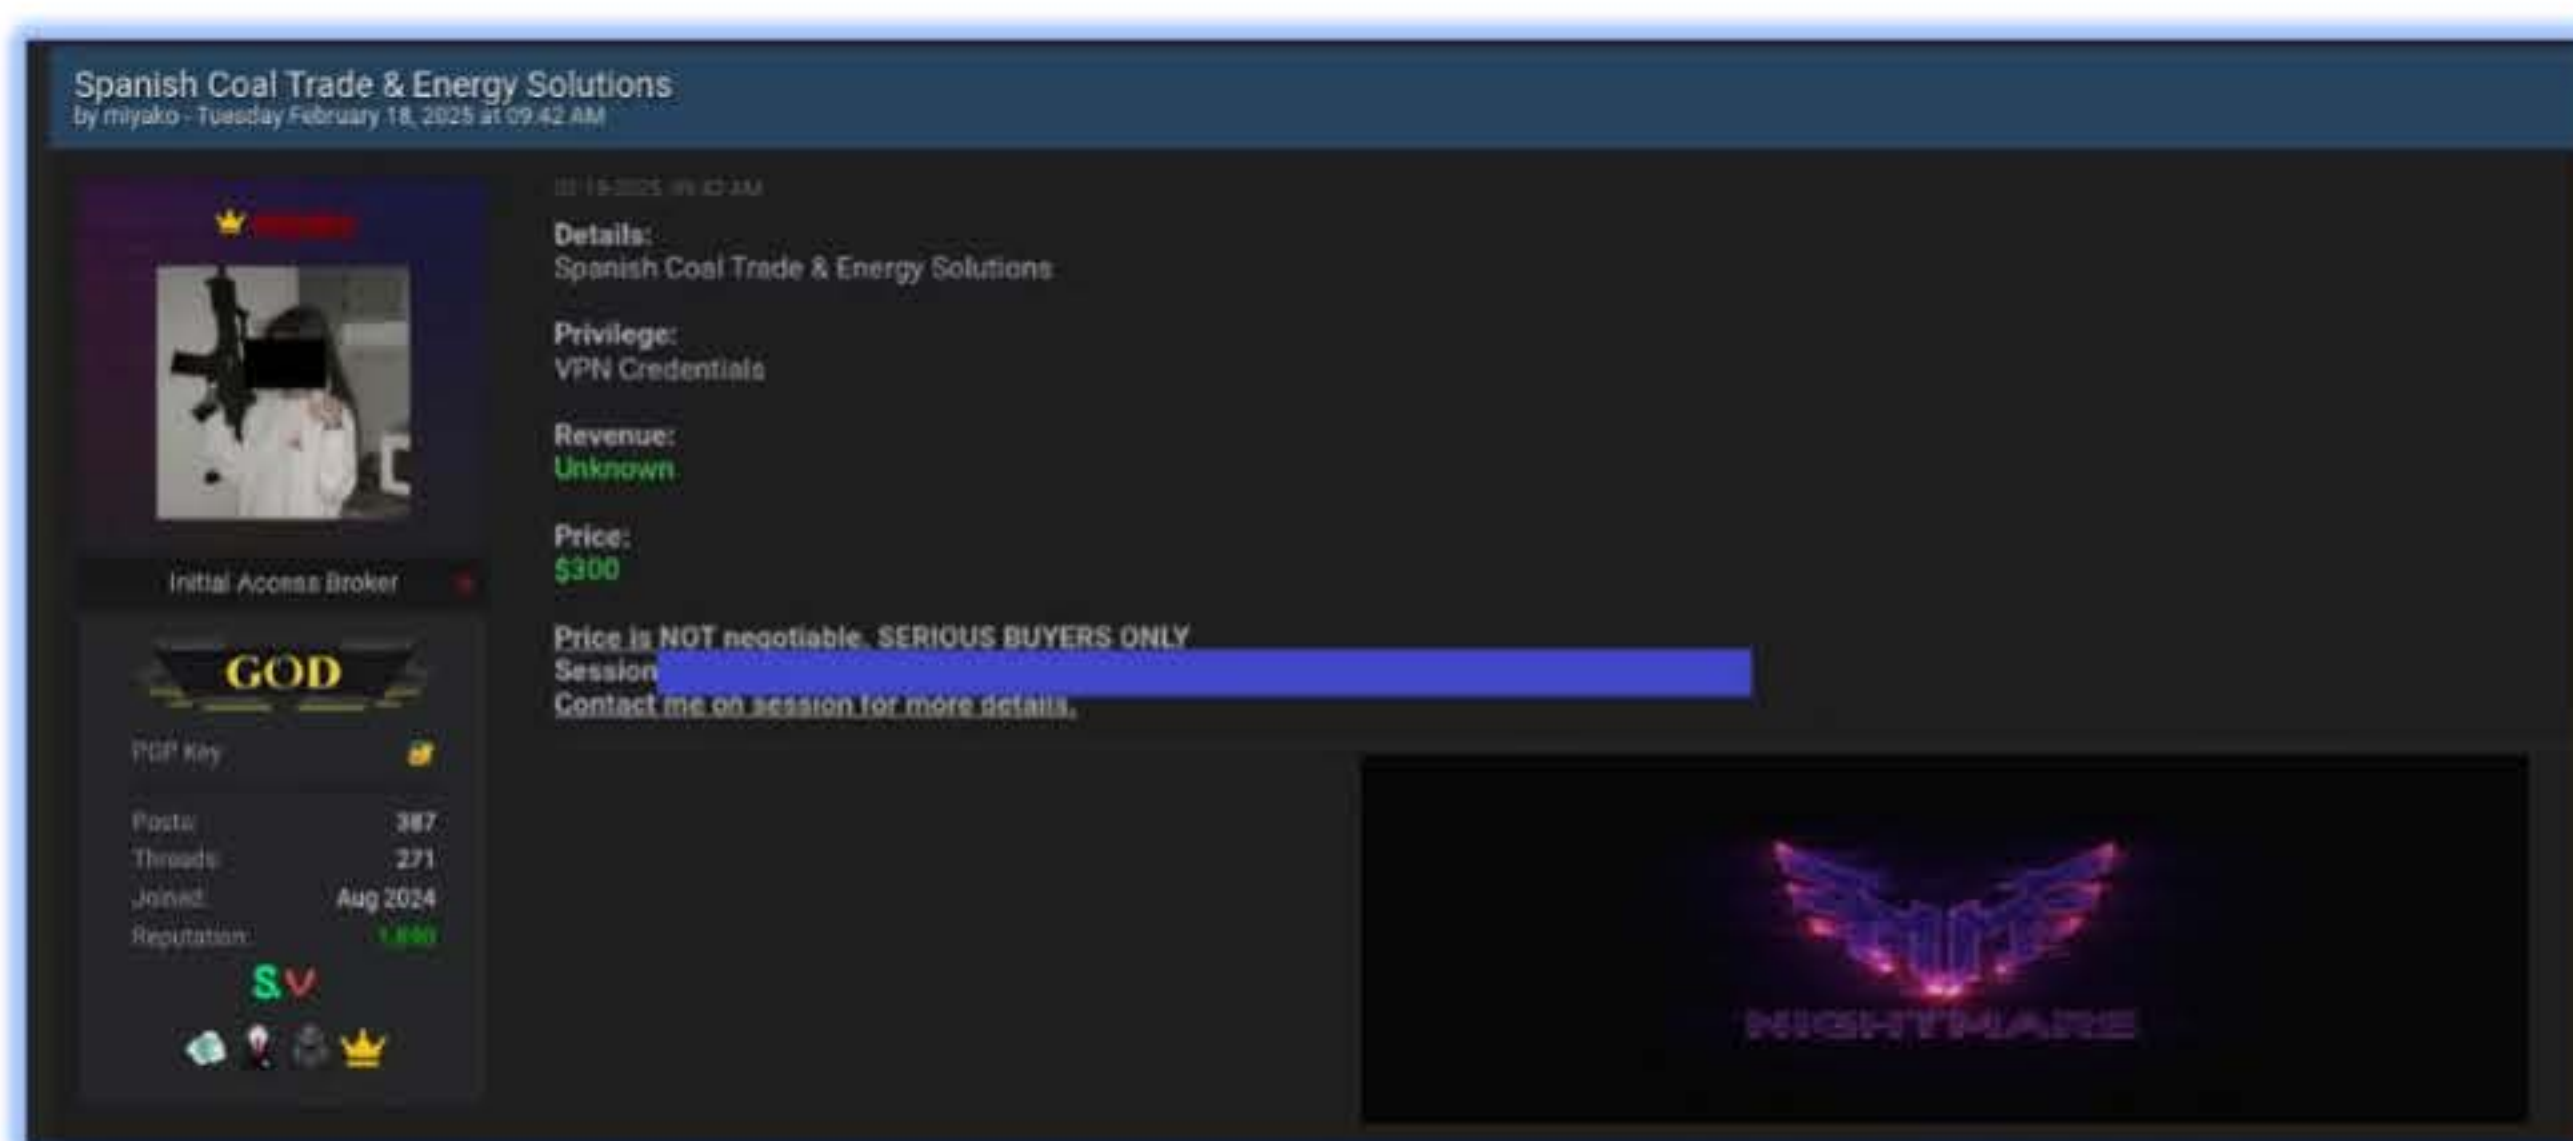 Spanish Coal Trade & Energy Solutions
by miyako - Tuesday February 18, 2025 at 09:42 AM
Details:
Spanish Coal Trade & Energy Solutions
Privilege:
VPN Credentials
Revenue:
Unknown
Price:
$300
Price is NOT negotiable. SERIOUS BUYERS ONLY
Session
Contact me on session for more details.
Initial Access Broker
GOD
PGP Key
Posts: 387
Threads: 271
Joined: Aug 2024
Reputation:
NIGHTMARE